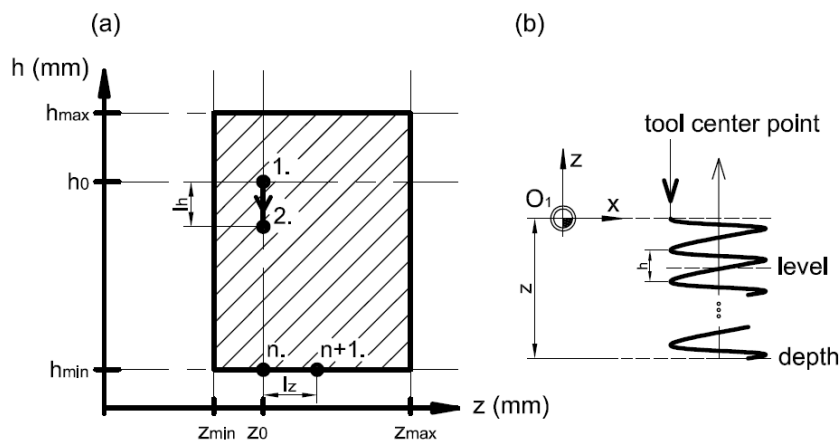 (a)
h (mm)
hmax
h0
lh
1.
2.
hmin
n.
n+1.
lz
zmin
z0
zmax
z (mm)
(b)
tool center point
z
O1
x
h
level
z
depth